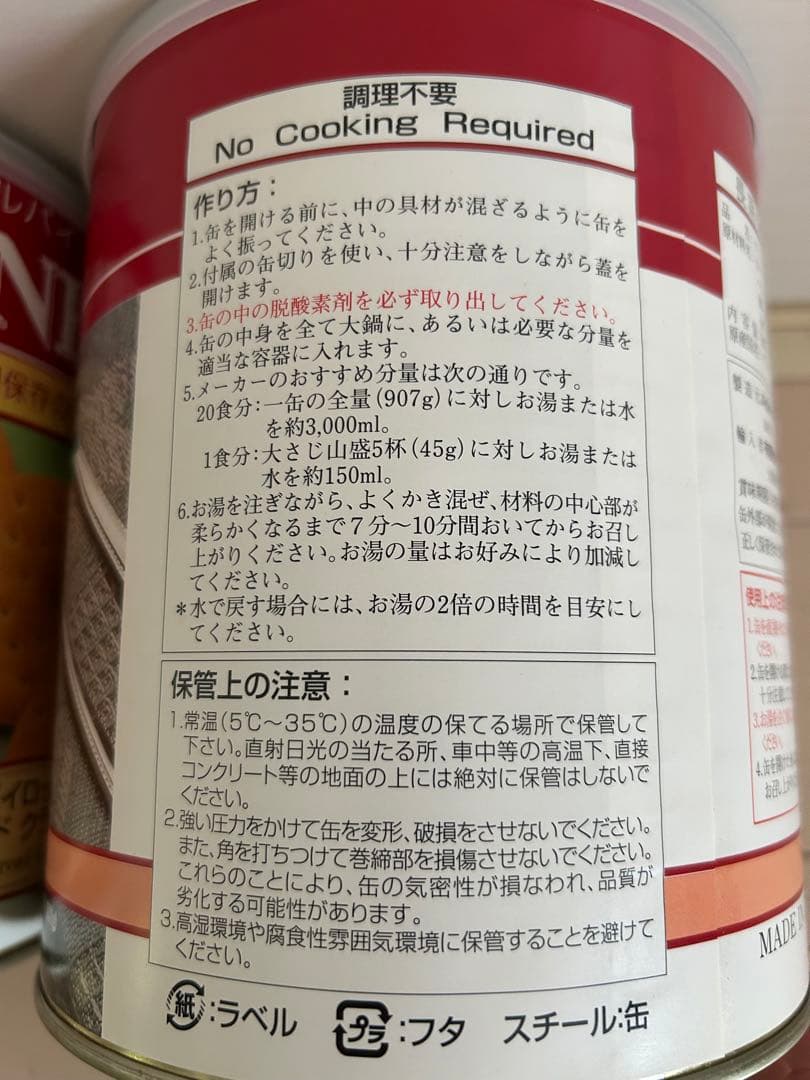 調理不要
No Cooking Required
作り方：
1.缶を開ける前に、中の具材が混ざるように缶を
よく振ってください。
2.付属の缶切りを使い、十分注意をしながら蓋を
開けます。
3.缶の中の脱酸素剤を必ず取り出してください。
4.缶の中身を全て大鍋に、あるいは必要な分量を
適当な容器に入れます。
5.メーカーのおすすめ分量は次の通りです。
20食分：一缶の全量(907g)に対しお湯または水
を約3,000ml。
1食分：大さじ山盛5杯(45g)に対しお湯または
水を約150ml。
6.お湯を注ぎながら、よくかき混ぜ、材料の中心部が
柔らかくなるまで７分〜10分間おいてからお召し
上がりください。お湯の量はお好みにより加減し
てください。
＊水で戻す場合には、お湯の2倍の時間を目安にし
てください。
保管上の注意：
1.常温(5℃〜35℃)の温度の保てる場所で保管して
下さい。直射日光の当たる所、車中等の高温下、直接
コンクリート等の地面の上には絶対に保管はしないで
ください。
2.強い圧力をかけて缶を変形、破損をさせないでください。
また、角を打ちつけて巻締部を損傷させないでください。
これらのことにより、缶の気密性が損なわれ、品質が
劣化する可能性があります。
3.高湿環境や腐食性雰囲気環境に保管することを避けて
ください。
紙：ラベル プラ：フタ スチール：缶
使用上の
MADE